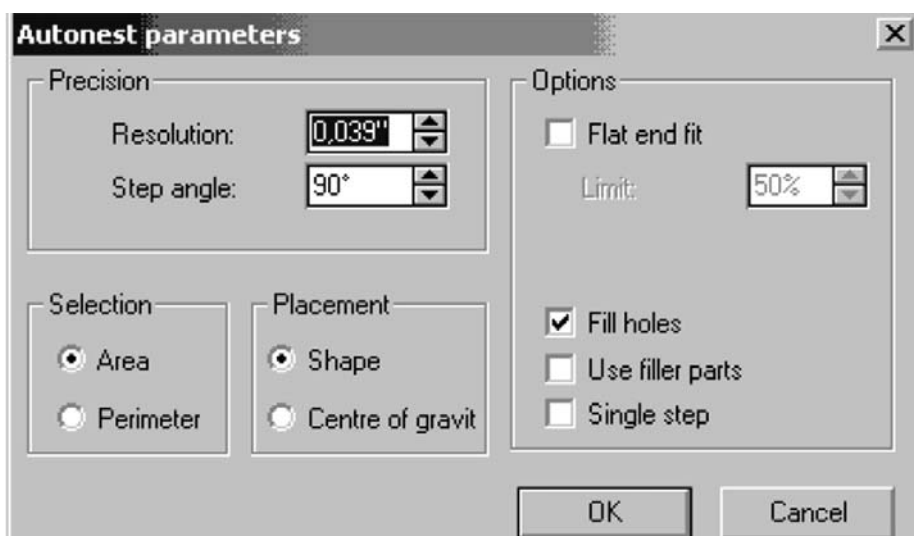 Autonest parameters
Precision
Resolution: 0,039"
Step angle: 90°
Selection
Area
Perimeter
Placement
Shape
Centre of gravit
Options
Flat end fit
Limit: 50%
Fill holes
Use filler parts
Single step
OK
Cancel